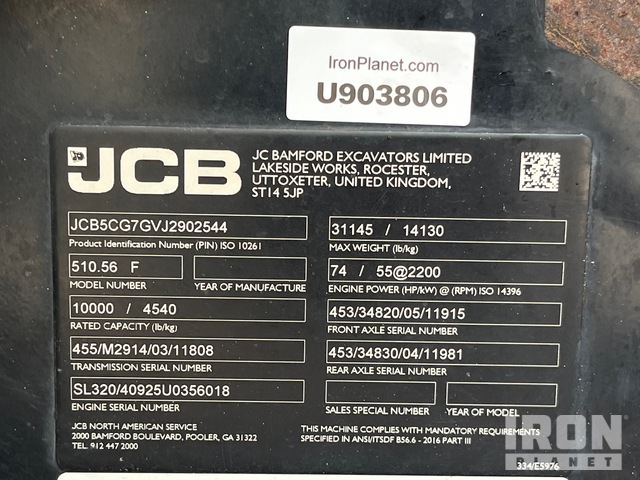 IronPlanet.com
U903806
JCB
JC BAMFORD EXCAVATORS LIMITED
LAKESIDE WORKS, ROCESTER,
UTTOXETER, UNITED KINGDOM,
ST14 5JP
JCB5CG7GVJ2902544
Product Identification Number (PIN) ISO 10261
510.56 F
MODEL NUMBER
YEAR OF MANUFACTURE
10000 / 4540
RATED CAPACITY (lb/kg)
455/M2914/03/11808
TRANSMISSION SERIAL NUMBER
SL320/40925U0356018
ENGINE SERIAL NUMBER
31145 / 14130
MAX WEIGHT (lb/kg)
74 / 55@2200
ENGINE POWER (HP/kW) @ (RPM) ISO 14396
453/34820/05/11915
FRONT AXLE SERIAL NUMBER
453/34830/04/11981
REAR AXLE SERIAL NUMBER
SALES SPECIAL NUMBER
YEAR OF MODEL
JCB NORTH AMERICAN SERVICE
2000 BAMFORD BOULEVARD, POOLER, GA 31322
TEL. 912 447 2000
THIS MACHINE COMPLIES WITH MANDATORY REQUIREMENTS
SPECIFIED IN ANSI/ITSDF B56.6 - 2016 PART III
334/E5976
IRON
PLANET